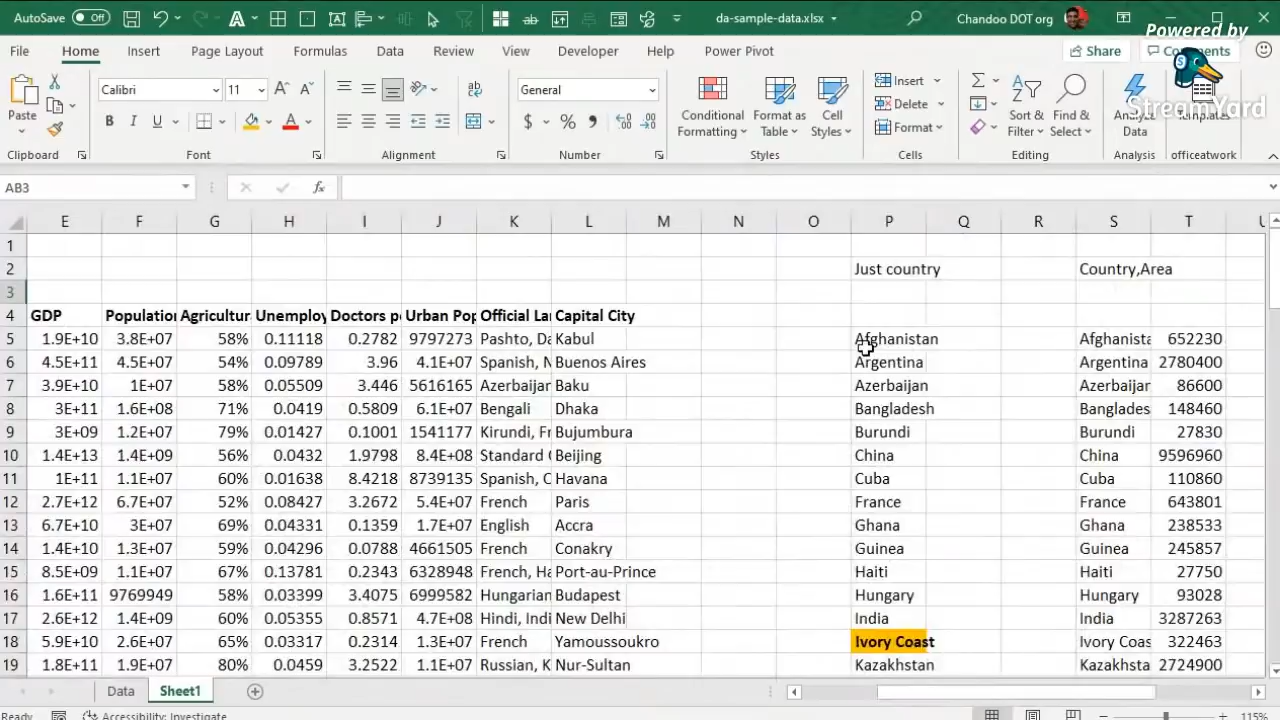 AutoSave Off da-sample-data.xlsx Chandoo DOT org
Powered by
StreamYard
File Home Insert Page Layout Formulas Data Review View Developer Help Power Pivot Share Comments
Paste Calibri 11 General Conditional Formatting Format as Table Cell Styles Insert Delete Format Sort & Filter Find & Select Analyze Data Templates
Clipboard Font Alignment Number Styles Cells Editing Analysis officeatwork
AB3 fx
E F G H I J K L M N O P Q R S T U
1
2 Just country Country,Area
3
4 GDP Population Agricultur Unemploy Doctors p Urban Pop Official La Capital City
5 1.9E+10 3.8E+07 58% 0.11118 0.2782 9797273 Pashto, Da Kabul Afghanistan Afghanista 652230
6 4.5E+11 4.5E+07 54% 0.09789 3.96 4.1E+07 Spanish, N Buenos Aires Argentina Argentina 2780400
7 3.9E+10 1E+07 58% 0.05509 3.446 5616165 Azerbaijan Baku Azerbaijan Azerbaijar 86600
8 3E+11 1.6E+08 71% 0.0419 0.5809 6.1E+07 Bengali Dhaka Bangladesh Banglades 148460
9 3E+09 1.2E+07 79% 0.01427 0.1001 1541177 Kirundi, Fr Bujumbura Burundi Burundi 27830
10 1.4E+13 1.4E+09 56% 0.0432 1.9798 8.4E+08 Standard C Beijing China China 9596960
11 1E+11 1.1E+07 60% 0.01638 8.4218 8739135 Spanish, C Havana Cuba Cuba 110860
12 2.7E+12 6.7E+07 52% 0.08427 3.2672 5.4E+07 French Paris France France 643801
13 6.7E+10 3E+07 69% 0.04331 0.1359 1.7E+07 English Accra Ghana Ghana 238533
14 1.4E+10 1.3E+07 59% 0.04296 0.0788 4661505 French Conakry Guinea Guinea 245857
15 8.5E+09 1.1E+07 67% 0.13781 0.2343 6328948 French, Ha Port-au-Prince Haiti Haiti 27750
16 1.6E+11 9769949 58% 0.03399 3.4075 6999582 Hungarian Budapest Hungary Hungary 93028
17 2.6E+12 1.4E+09 60% 0.05355 0.8571 4.7E+08 Hindi, Indi New Delhi India India 3287263
18 5.9E+10 2.6E+07 65% 0.03317 0.2314 1.3E+07 French Yamoussoukro Ivory Coast Ivory Coas 322463
19 1.8E+11 1.9E+07 80% 0.0459 3.2522 1.1E+07 Russian, K Nur-Sultan Kazakhstan Kazakhsta 2724900
Data Sheet1
Accessibility: Investigate 115%